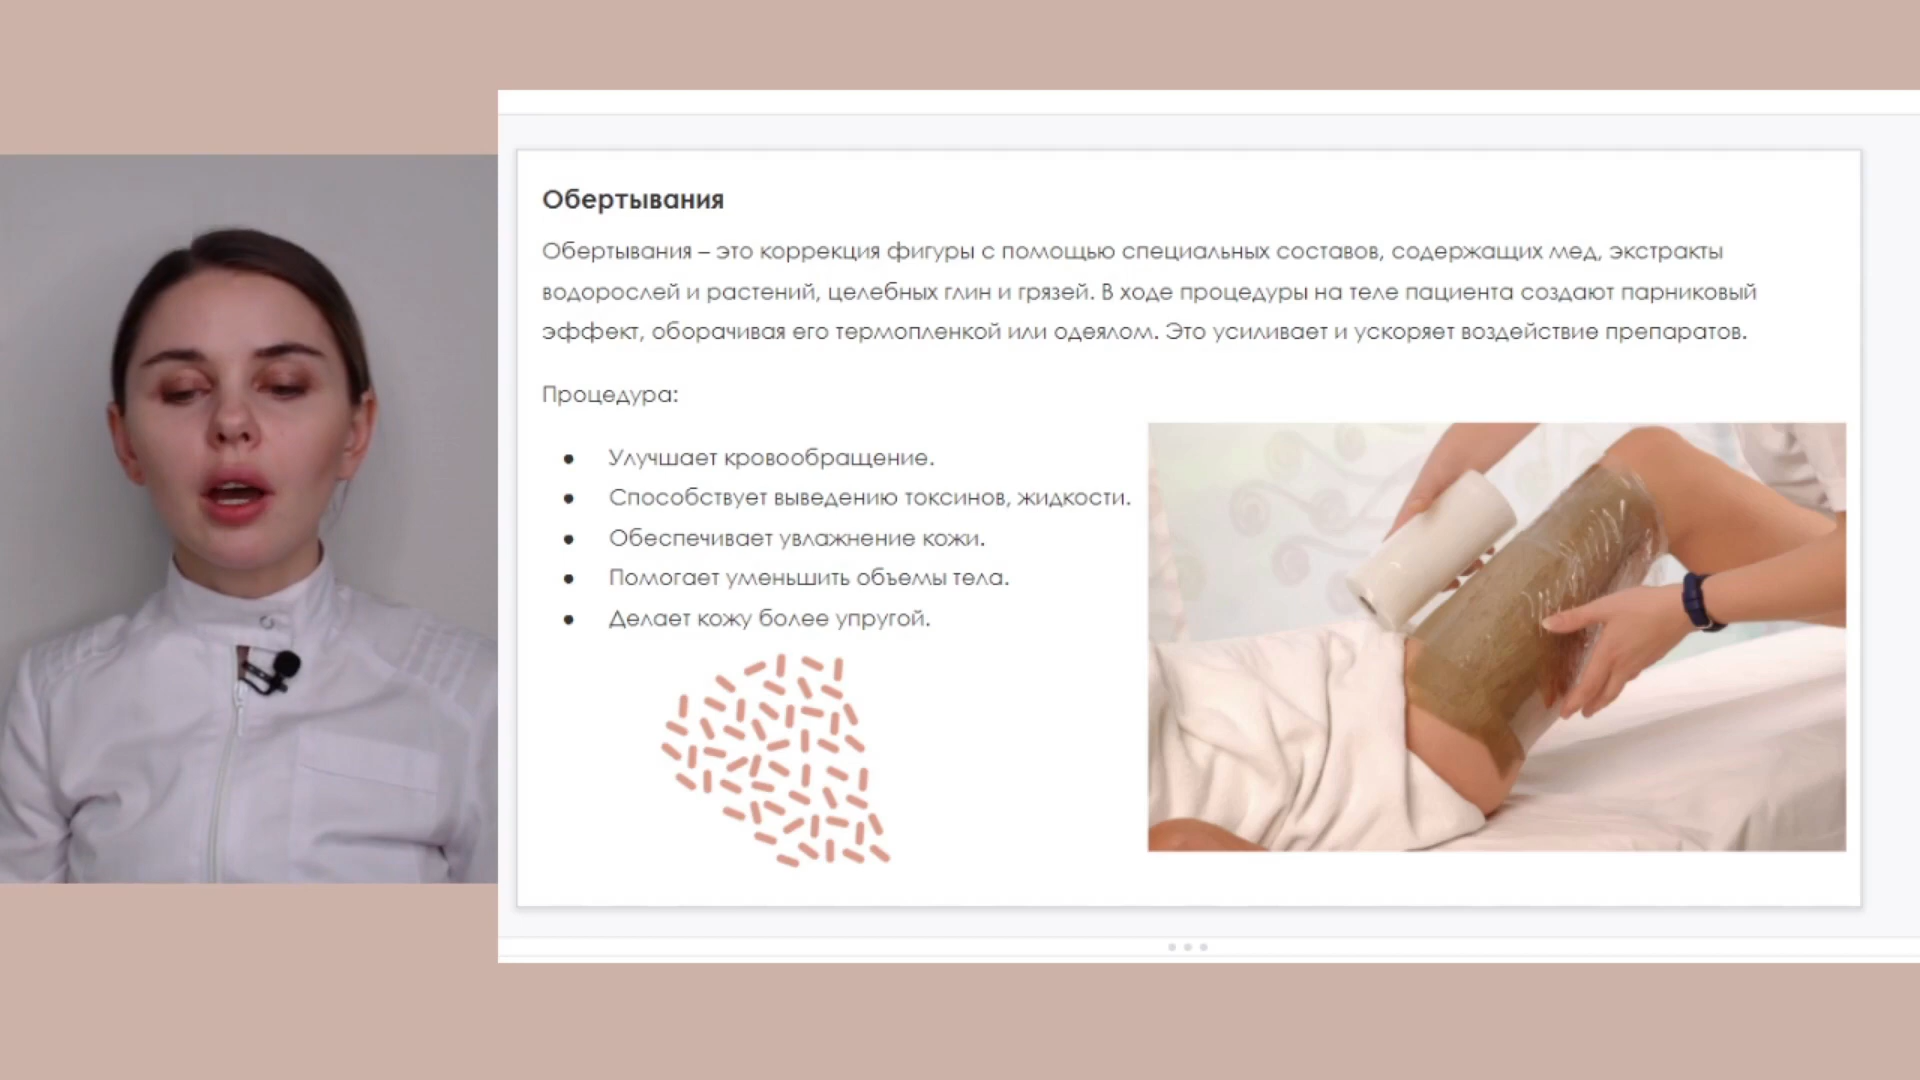 Обертывания
Обертывания – это коррекция фигуры с помощью специальных составов, содержащих мед, экстракты
водорослей и растений, целебных глин и грязей. В ходе процедуры на теле пациента создают парниковый
эффект, оборачивая его термопленкой или одеялом. Это усиливает и ускоряет воздействие препаратов.
Процедура:
● Улучшает кровообращение.
● Способствует выведению токсинов, жидкости.
● Обеспечивает увлажнение кожи.
● Помогает уменьшить объемы тела.
● Делает кожу более упругой.